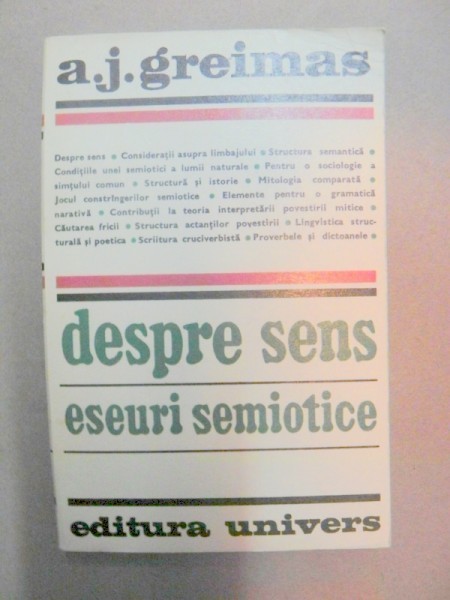 a.j.greimas
Despre sens • Considerații asupra limbajului • Structura semantică •
Condițiile unei semiotici a lumii naturale • Pentru o sociologie a
simțului comun • Structură și istorie • Mitologia comparată •
Jocul constrîngerilor semiotice • Elemente pentru o gramatică
narativă • Contribuții la teoria interpretării povestirii mitice •
Căutarea fricii • Structura actanților povestirii • Lingvistica struc-
turală și poetica • Scriitura cruciverbistă • Proverbele și dictoanele •
despre sens
eseuri semiotice
editura univers